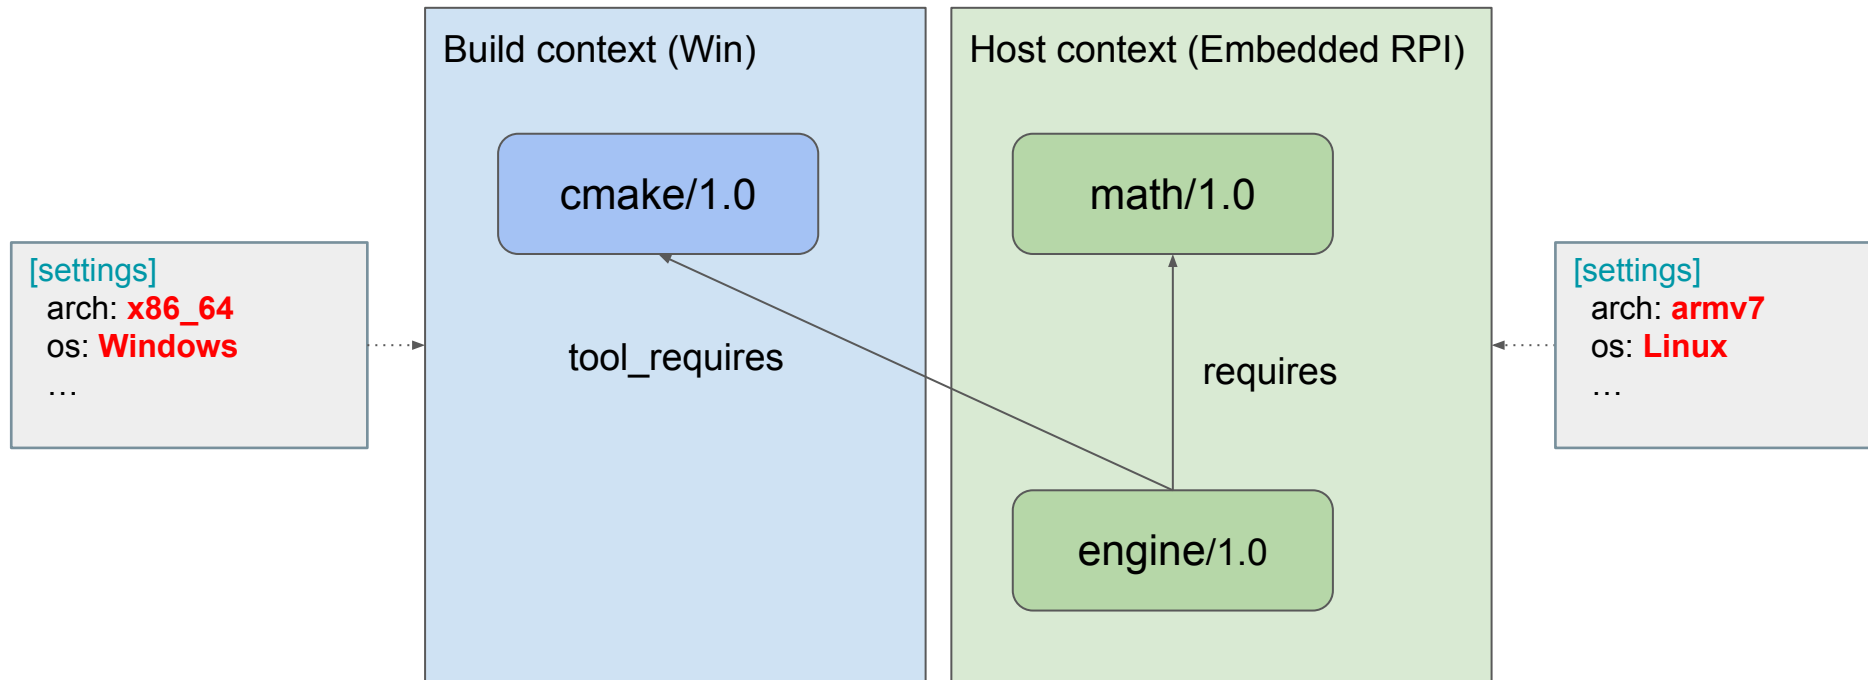 Build context (Win)
Host context (Embedded RPI)
cmake/1.0
math/1.0
[settings]
arch: x86_64
os: Windows
…
[settings]
arch: armv7
os: Linux
…
tool_requires
requires
engine/1.0